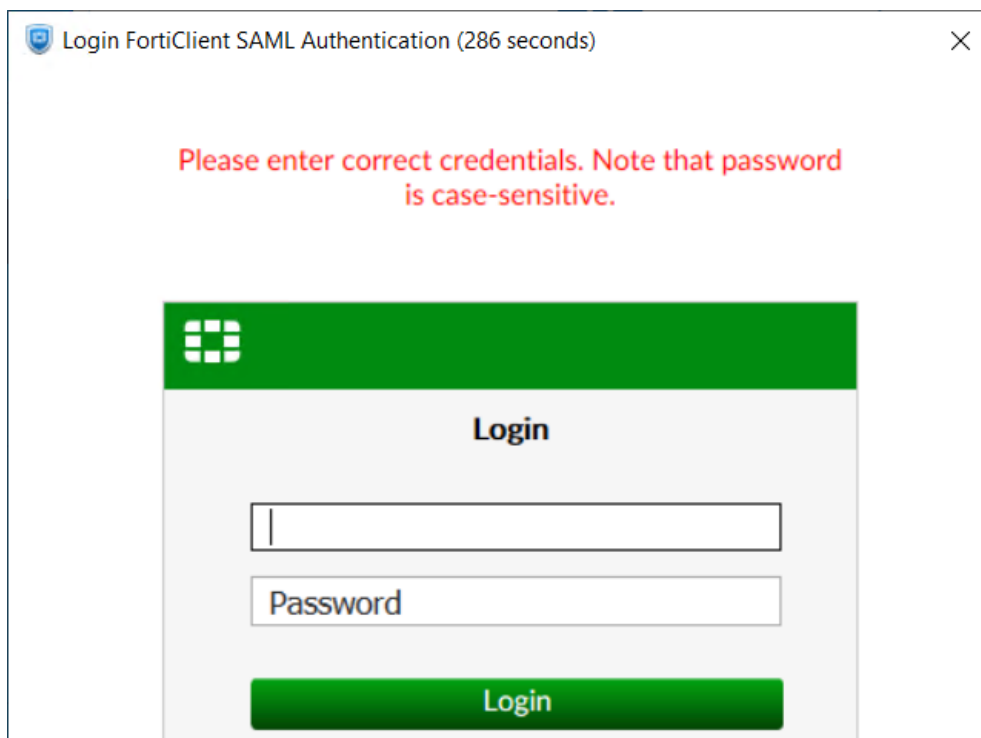 Login FortiClient SAML Authentication (286 seconds)
Please enter correct credentials. Note that password
is case-sensitive.
Login
Password
Login